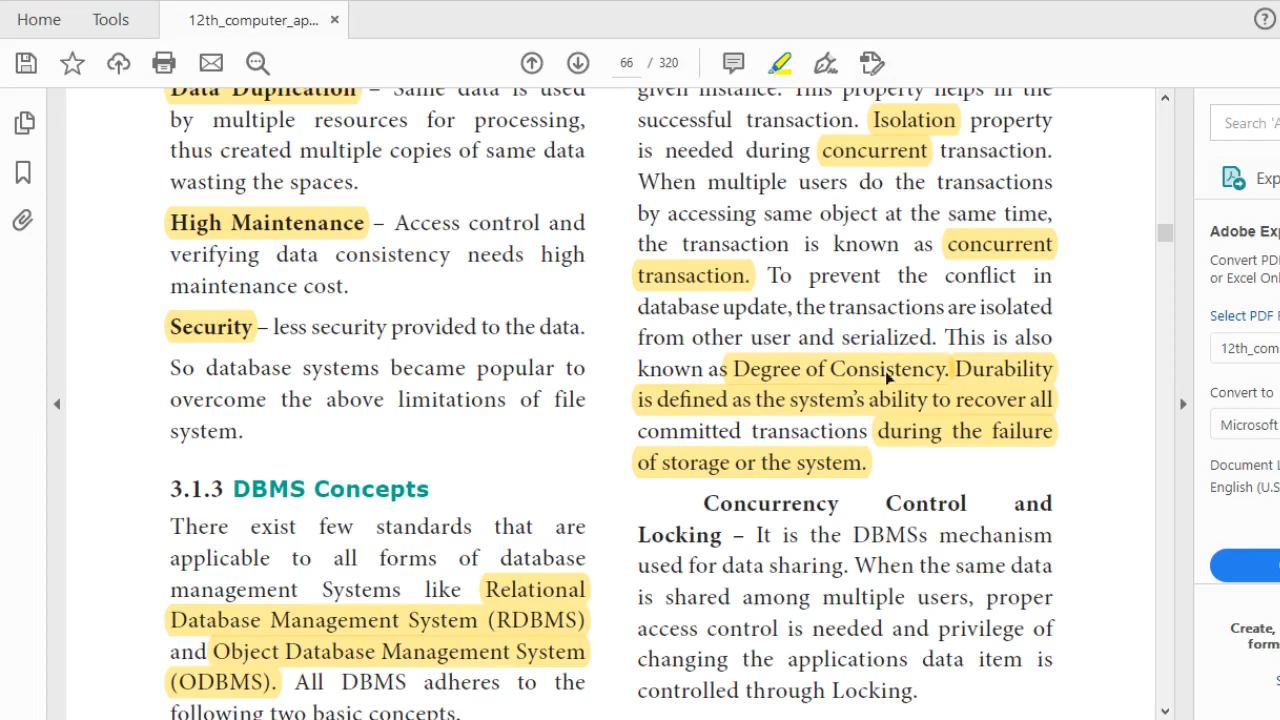 Home Tools 12th_computer_ap... ×
66 / 320
Data Duplication – Same data is used
by multiple resources for processing,
thus created multiple copies of same data
wasting the spaces.
High Maintenance – Access control and
verifying data consistency needs high
maintenance cost.
Security – less security provided to the data.
So database systems became popular to
overcome the above limitations of file
system.
3.1.3 DBMS Concepts
There exist few standards that are
applicable to all forms of database
management Systems like Relational
Database Management System (RDBMS)
and Object Database Management System
(ODBMS). All DBMS adheres to the
following two basic concepts.
given instance. This property helps in the
successful transaction. Isolation property
is needed during concurrent transaction.
When multiple users do the transactions
by accessing same object at the same time,
the transaction is known as concurrent
transaction. To prevent the conflict in
database update, the transactions are isolated
from other user and serialized. This is also
known as Degree of Consistency. Durability
is defined as the system's ability to recover all
committed transactions during the failure
of storage or the system.
Concurrency Control and
Locking – It is the DBMSs mechanism
used for data sharing. When the same data
is shared among multiple users, proper
access control is needed and privilege of
changing the applications data item is
controlled through Locking.
Search 'A
Exp
Adobe Exp
Convert PDF
or Excel Onl
Select PDF F
12th_com
Convert to
Microsoft
Document L
English (U.S
Create,
form